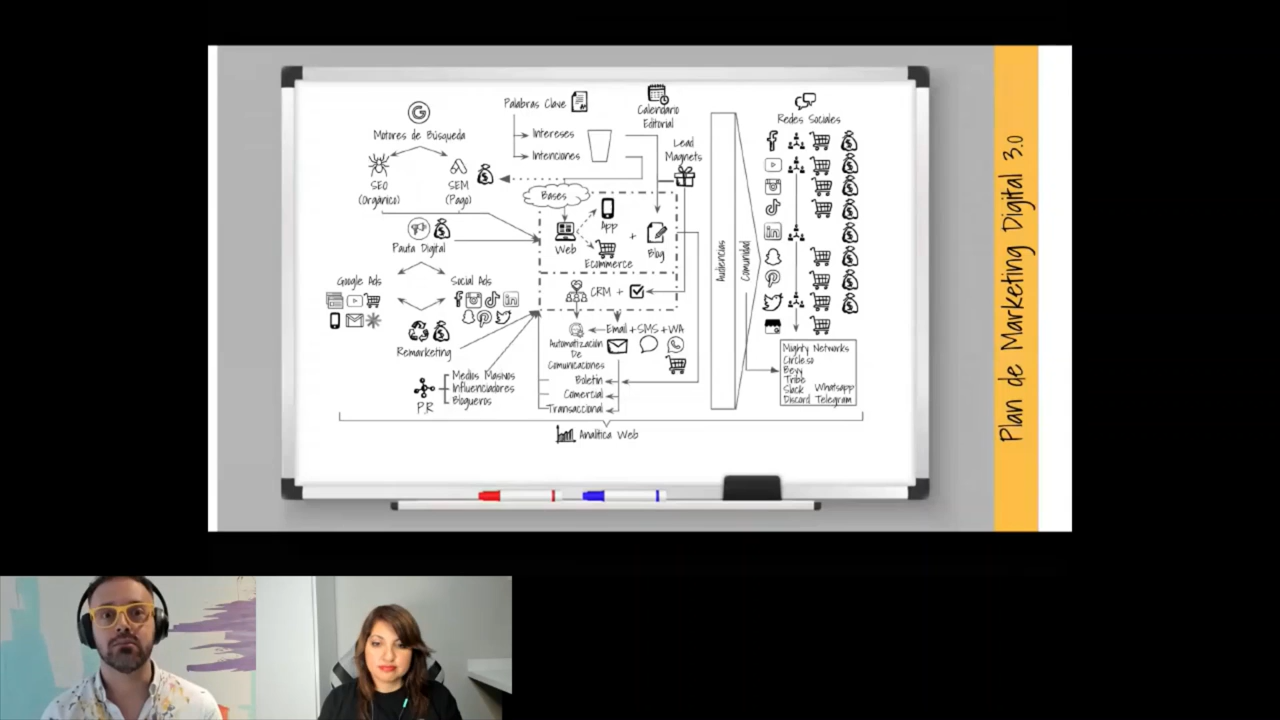 Motores de Búsqueda
SEO
(Orgánico)
SEM
(Pago)
Pauta Digital
Google Ads
Social Ads
Remarketing
P.R
Medios Masivos
Influenciadores
Blogueros
Palabras Clave
Intereses
Intenciones
Calendario
Editorial
Lead
Magnets
Bases
Web
App
+
Blog
Ecommerce
CRM +
Email + SMS + WA
Automatización
De
Comunicaciones
Boletín
Comercial
Transaccional
Analítica Web
Audiencias
Comunidad
Redes Sociales
Mighty Networks
Circle.so
Bevy
Tribe
Slack Whatsapp
Discord Telegram
Plan de Marketing Digital 3.0